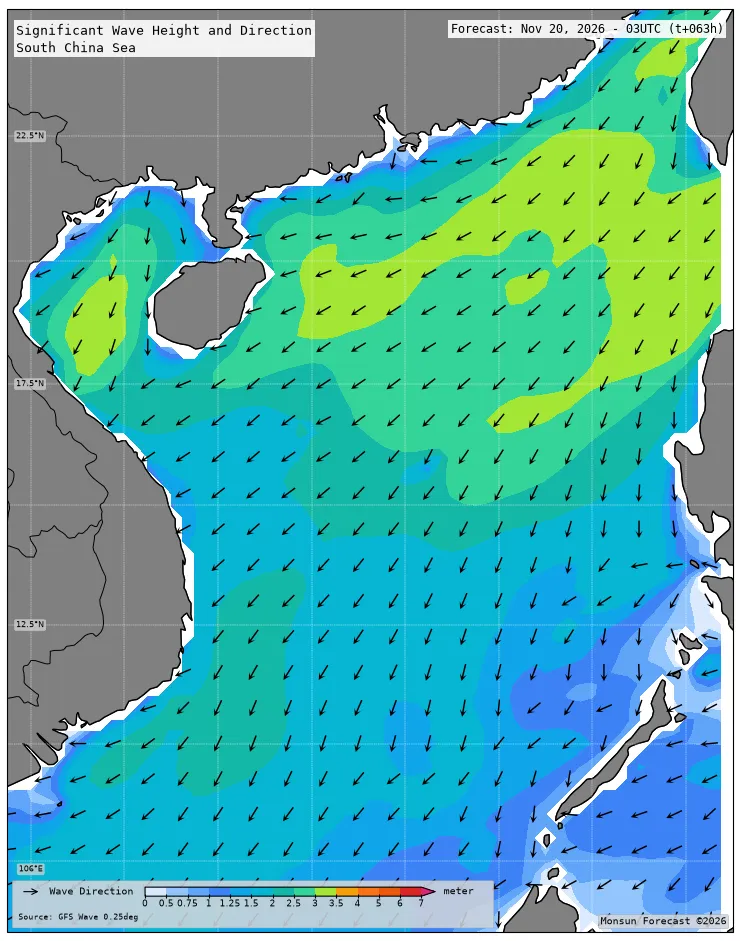 Significant Wave Height and Direction
South China Sea
Forecast: Nov 20, 2026 - 03UTC (t+063h)
22.5°N
17.5°N
12.5°N
106°E
Wave Direction
0 0.5 0.75 1 1.25 1.5 2 2.5 3 3.5 4 5 6 7 meter
Source: GFS Wave 0.25deg
Monsun Forecast ©2026